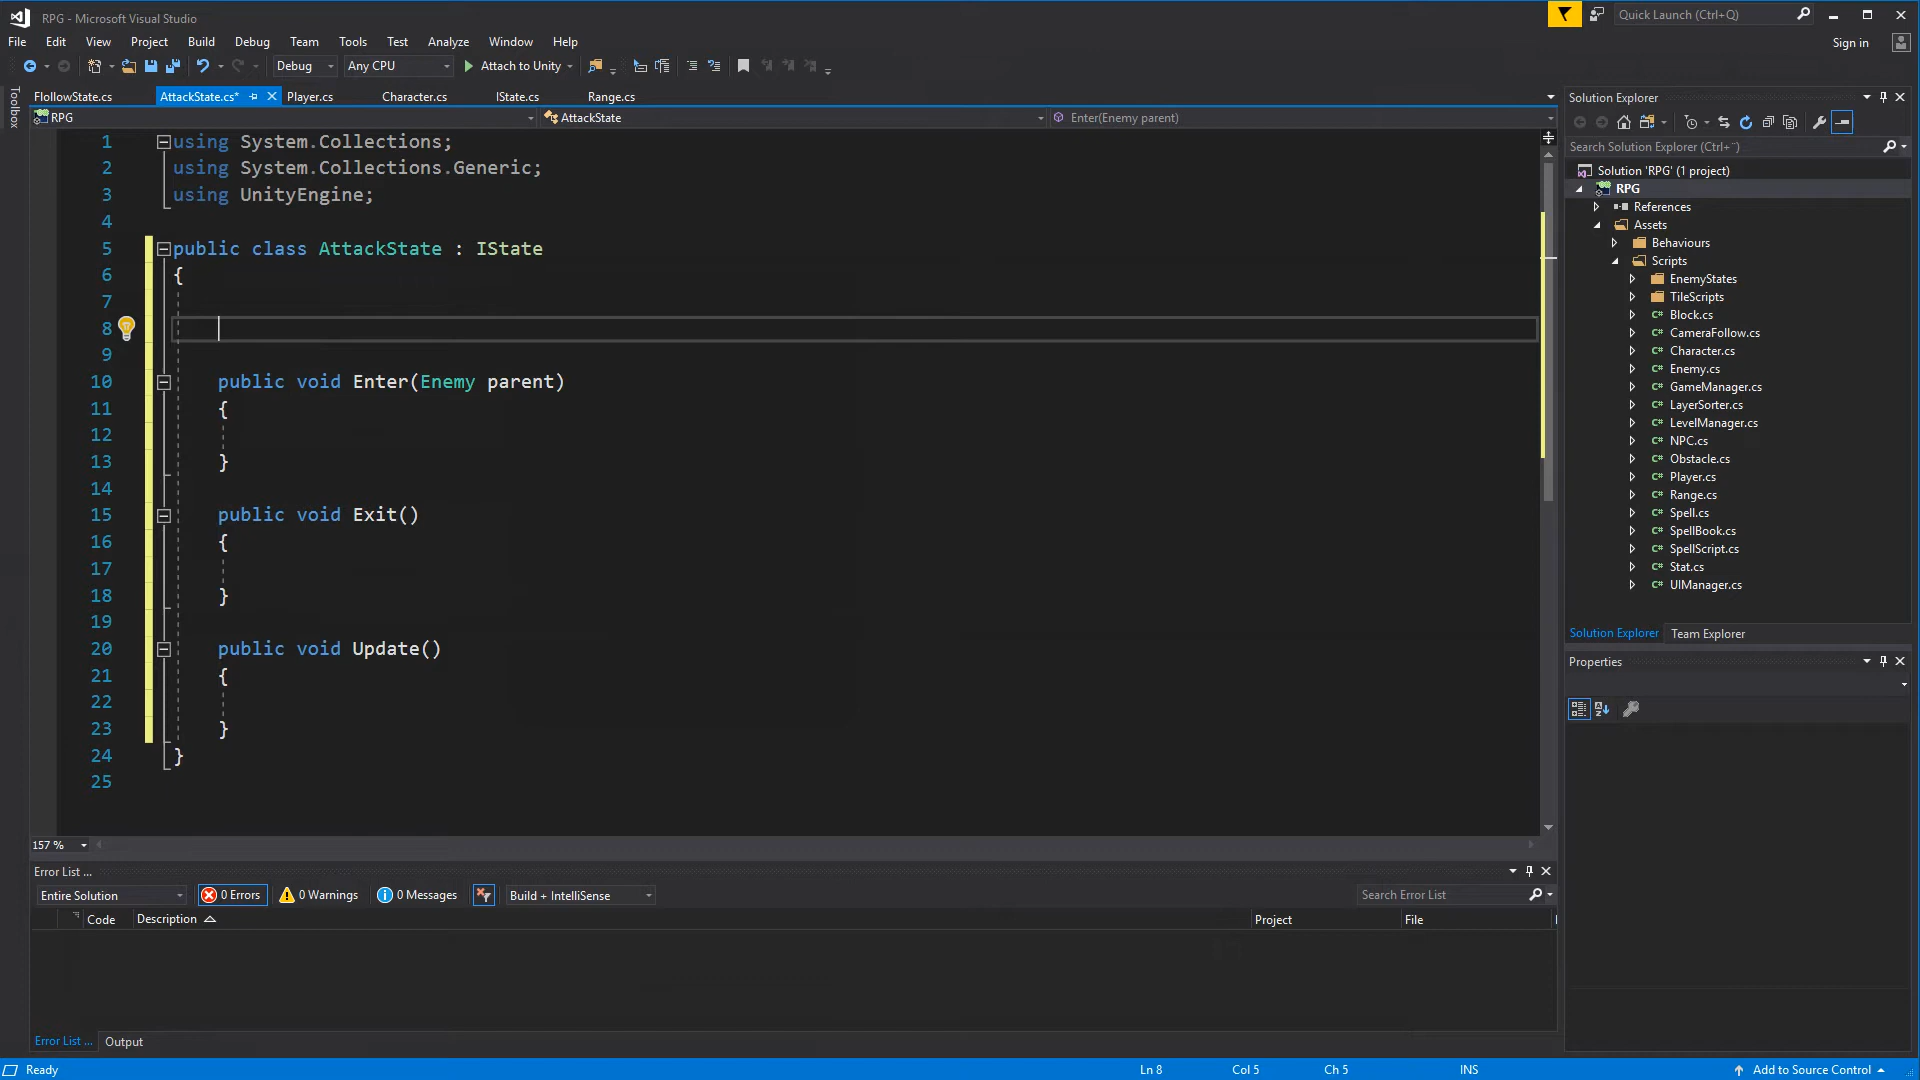 RPG - Microsoft Visual Studio
Quick Launch (Ctrl+Q)
File Edit View Project Build Debug Team Tools Test Analyze Window Help
Sign in
Debug Any CPU Attach to Unity
Toolbox
FlollowState.cs AttackState.cs* Player.cs Character.cs IState.cs Range.cs
RPG AttackState Enter(Enemy parent)
1 using System.Collections;
2 using System.Collections.Generic;
3 using UnityEngine;
4
5 public class AttackState : IState
6 {
7
8
9
10 public void Enter(Enemy parent)
11 {
12
13 }
14
15 public void Exit()
16 {
17
18 }
19
20 public void Update()
21 {
22
23 }
24 }
25
157 %
Solution Explorer
Search Solution Explorer (Ctrl+¨)
Solution 'RPG' (1 project)
RPG
References
Assets
Behaviours
Scripts
EnemyStates
TileScripts
C# Block.cs
C# CameraFollow.cs
C# Character.cs
C# Enemy.cs
C# GameManager.cs
C# LayerSorter.cs
C# LevelManager.cs
C# NPC.cs
C# Obstacle.cs
C# Player.cs
C# Range.cs
C# Spell.cs
C# SpellBook.cs
C# SpellScript.cs
C# Stat.cs
C# UIManager.cs
Solution Explorer Team Explorer
Properties
Error List ...
Entire Solution 0 Errors 0 Warnings 0 Messages Build + IntelliSense Search Error List
Code Description Project File
Error List ... Output
Ready Ln 8 Col 5 Ch 5 INS Add to Source Control